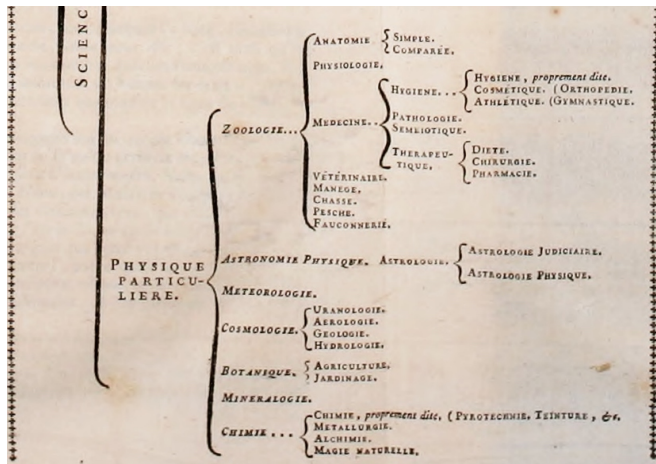 SCIENC
ANATOMIE { SIMPLE.
COMPARÉE.
PHYSIOLOGIE.
HYGIENE, proprement dite.
HYGIENE... { COSMÉTIQUE. (ORTHOPEDIE.
ATHLÉTIQUE. (GYMNASTIQUE.
ZOOLOGIE... MEDECINE.. PATHOLOGIE.
SEMEIOTIQUE.
THERAPEU- { DIETE.
TIQUE. CHIRURGIE.
PHARMACIE.
VÉTÉRINAIRE.
MANEGE.
CHASSE.
PESCHE.
FAUCONNERIE.
PHYSIQUE
PARTICU-
LIERE.
ASTRONOMIE PHYSIQUE. ASTROLOGIE. { ASTROLOGIE JUDICIAIRE.
ASTROLOGIE PHYSIQUE.
METEOROLOGIE.
COSMOLOGIE. { URANOLOGIE.
AEROLOGIE.
GEOLOGIE.
HYDROLOGIE.
BOTANIQUE. { AGRICULTURE.
JARDINAGE.
MINERALOGIE.
CHIMIE... { CHIMIE, proprement dite, (PYROTECHNIE, TEINTURE, &c.
METALLURGIE.
ALCHIMIE.
MAGIE NATURELLE.